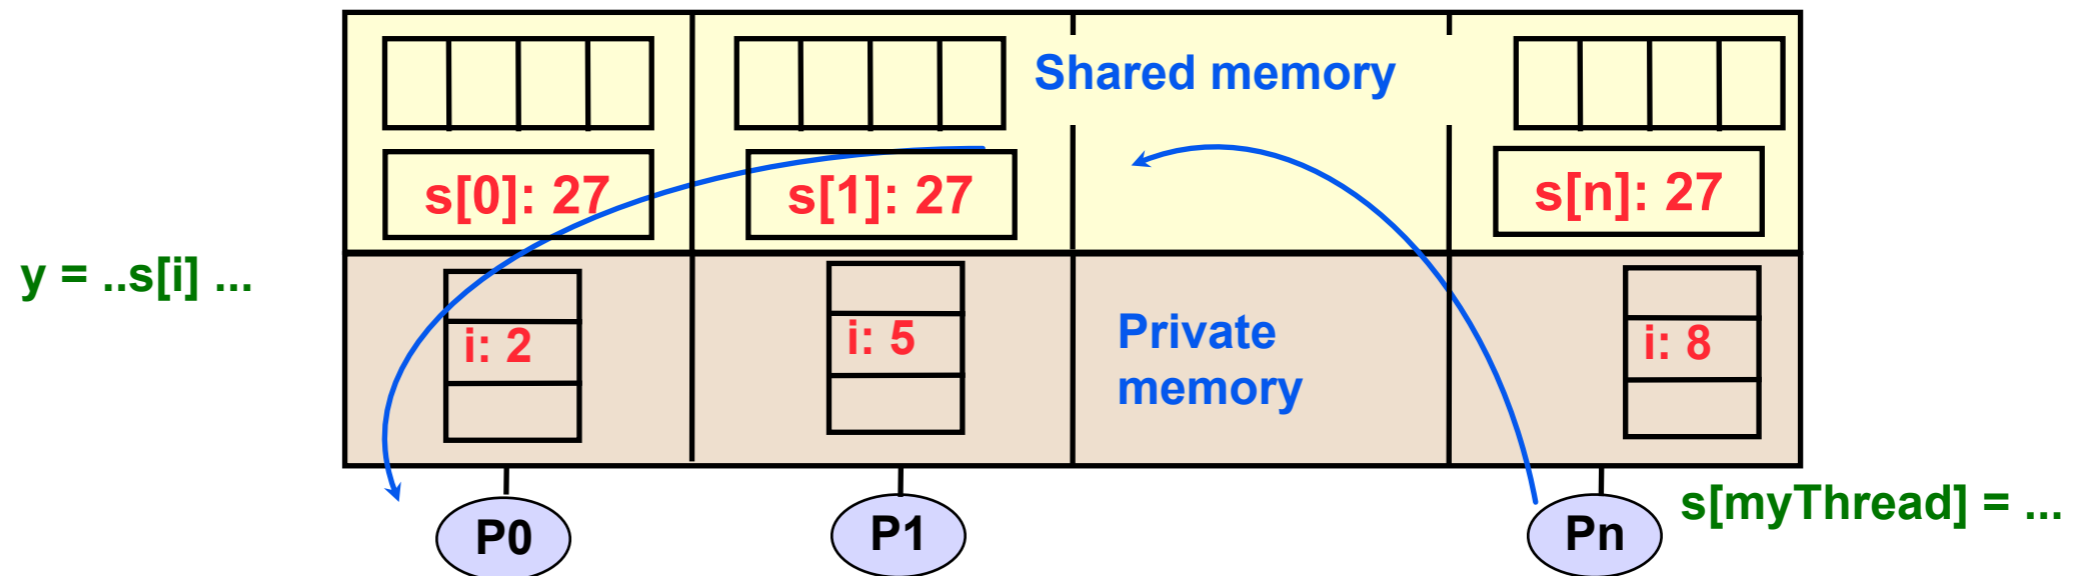 Shared memory
s[0]: 27
s[1]: 27
s[n]: 27
y = ..s[i] ...
i: 2
i: 5
Private
memory
i: 8
s[myThread] = ...
P0
P1
Pn